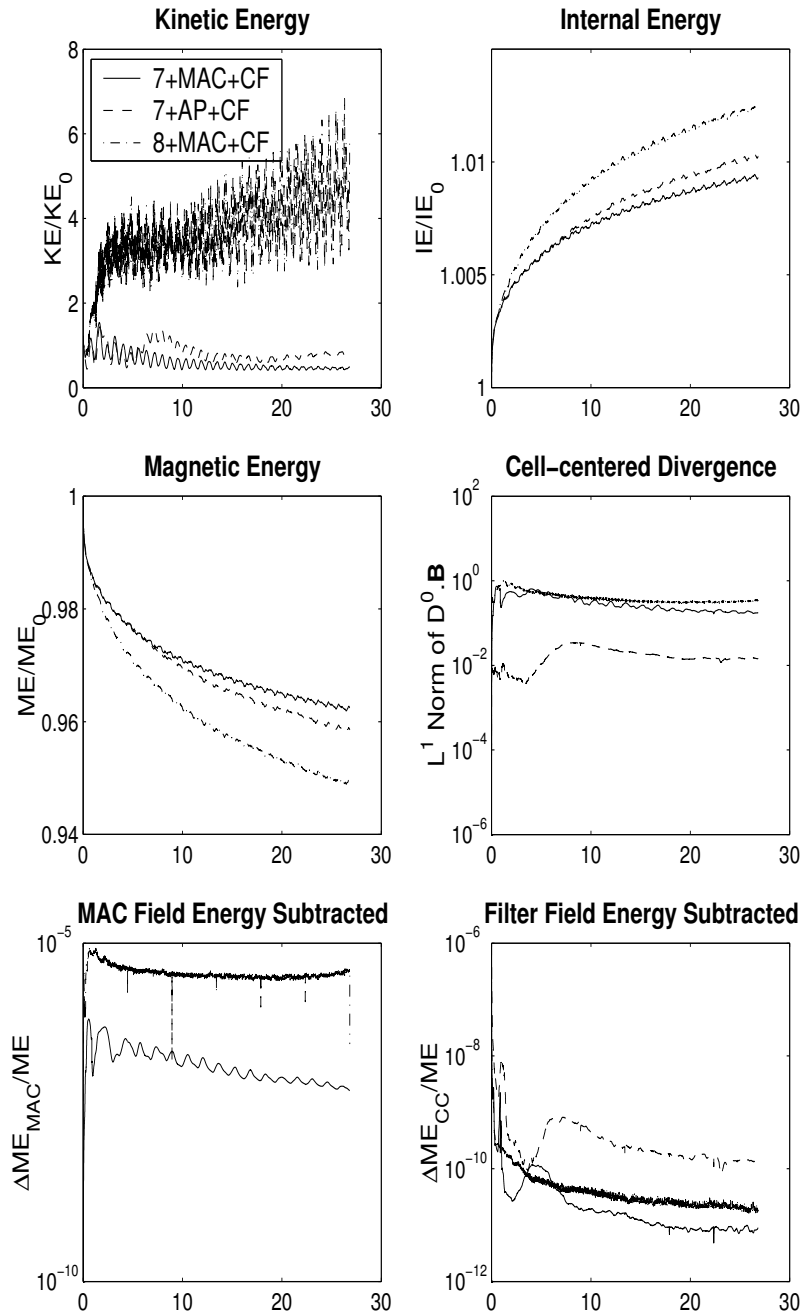 Kinetic Energy
8
6
4
2
0
KE/KE0
7+MAC+CF
7+AP+CF
8+MAC+CF
0 10 20 30
Internal Energy
1.01
1.005
1
IE/IE0
0 10 20 30
Magnetic Energy
1
0.98
0.96
0.94
ME/ME0
0 10 20 30
Cell−centered Divergence
10^2
10^0
10^−2
10^−4
10^−6
L^1 Norm of D^0.B
0 10 20 30
MAC Field Energy Subtracted
10^−5
10^−10
ΔME_MAC/ME
0 10 20 30
Filter Field Energy Subtracted
10^−6
10^−8
10^−10
10^−12
ΔME_CC/ME
0 10 20 30